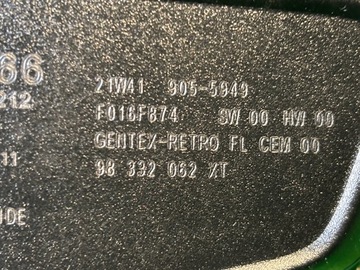 66
212
21W41 905-5949
F016F874 SW 00 HW 00
GENTEX-RETRO FL CEM 00
11
98 332 062 XT
IDE